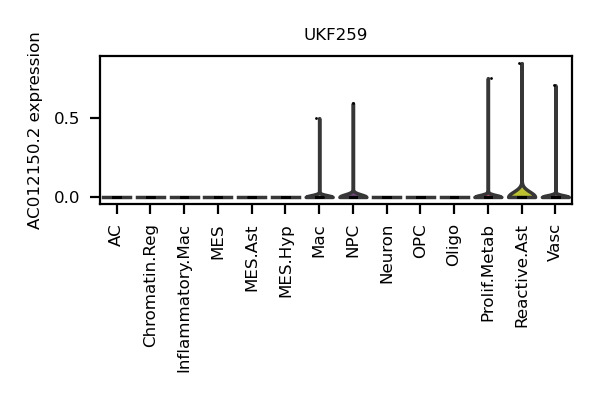 UKF259
AC012150.2 expression
0.5
0.0
AC
Chromatin.Reg
Inflammatory.Mac
MES
MES.Ast
MES.Hyp
Mac
NPC
Neuron
OPC
Oligo
Prolif.Metab
Reactive.Ast
Vasc